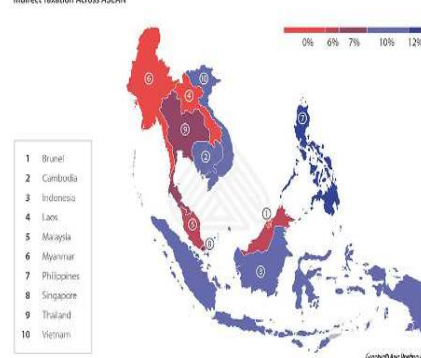 Indirect Taxation Across ASEAN
0% 6% 7% 10% 12%
10
6
4
7
9
2
1
5
8
3
1 Brunei
2 Cambodia
3 Indonesia
4 Laos
5 Malaysia
6 Myanmar
7 Philippines
8 Singapore
9 Thailand
10 Vietnam